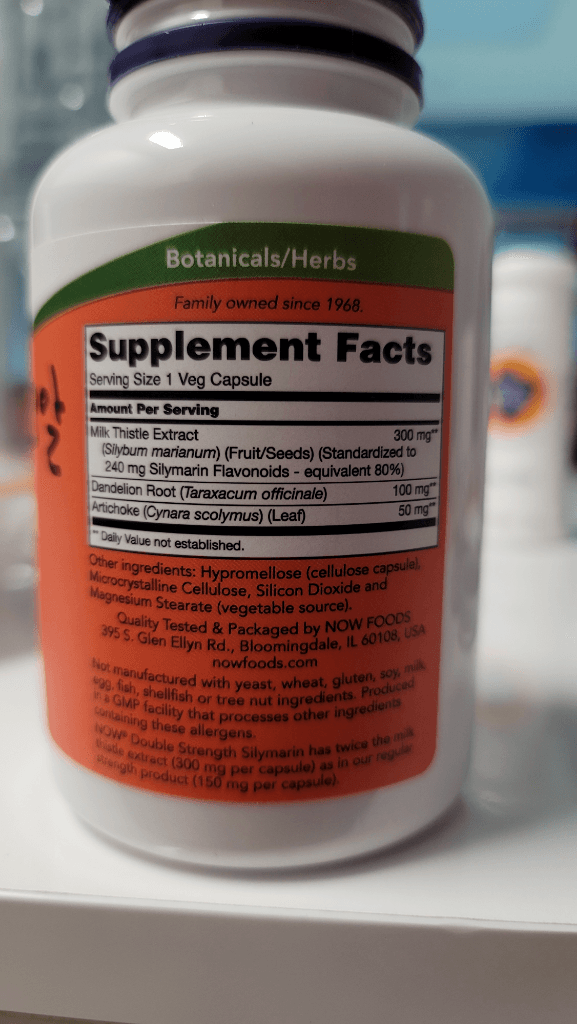 Botanicals/Herbs
Family owned since 1968.
Supplement Facts
Serving Size 1 Veg Capsule
Amount Per Serving
Milk Thistle Extract 300 mg**
(Silybum marianum) (Fruit/Seeds) (Standardized to
240 mg Silymarin Flavonoids - equivalent 80%)
Dandelion Root (Taraxacum officinale) 100 mg**
Artichoke (Cynara scolymus) (Leaf) 50 mg**
** Daily Value not established.
Other ingredients: Hypromellose (cellulose capsule),
Microcrystalline Cellulose, Silicon Dioxide and
Magnesium Stearate (vegetable source).
Quality Tested & Packaged by NOW FOODS
395 S. Glen Ellyn Rd., Bloomingdale, IL 60108, USA
nowfoods.com
Not manufactured with yeast, wheat, gluten, soy, milk,
egg, fish, shellfish or tree nut ingredients. Produced
in a GMP facility that processes other ingredients
containing these allergens.
NOW® Double Strength Silymarin has twice the milk
thistle extract (300 mg per capsule) as in our regular
strength product (150 mg per capsule).